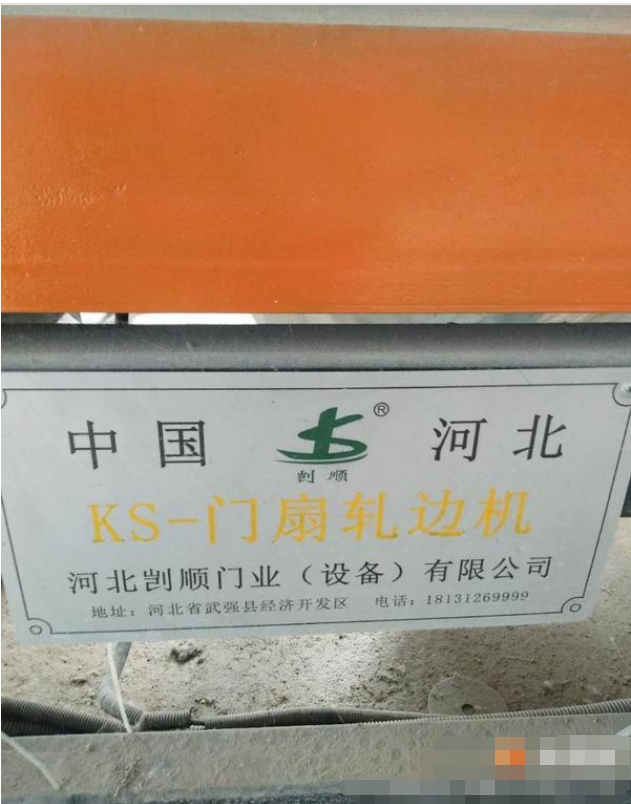 中国 ® 河北
剀顺
KS-门扇轧边机
河北剀顺门业（设备）有限公司
地址：河北省武强县经济开发区 电话：18131269999